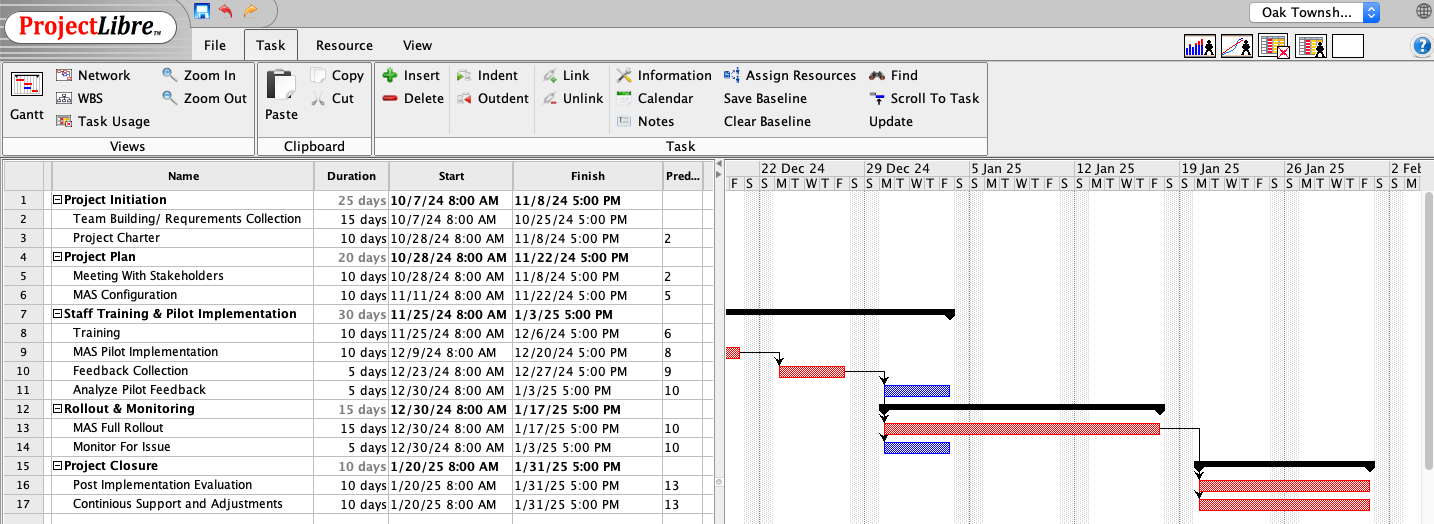 ProjectLibre TM
Oak Townsh...
File Task Resource View
Gantt
Network
WBS
Task Usage
Zoom In
Zoom Out
Views
Paste
Copy
Cut
Clipboard
Insert
Delete
Indent
Outdent
Link
Unlink
Information
Calendar
Notes
Assign Resources
Save Baseline
Clear Baseline
Find
Scroll To Task
Update
Task
Name Duration Start Finish Pred...
1 Project Initiation 25 days 10/7/24 8:00 AM 11/8/24 5:00 PM
2 Team Building/ Requrements Collection 15 days 10/7/24 8:00 AM 10/25/24 5:00 PM
3 Project Charter 10 days 10/28/24 8:00 AM 11/8/24 5:00 PM 2
4 Project Plan 20 days 10/28/24 8:00 AM 11/22/24 5:00 PM
5 Meeting With Stakeholders 10 days 10/28/24 8:00 AM 11/8/24 5:00 PM 2
6 MAS Configuration 10 days 11/11/24 8:00 AM 11/22/24 5:00 PM 5
7 Staff Training & Pilot Implementation 30 days 11/25/24 8:00 AM 1/3/25 5:00 PM
8 Training 10 days 11/25/24 8:00 AM 12/6/24 5:00 PM 6
9 MAS Pilot Implementation 10 days 12/9/24 8:00 AM 12/20/24 5:00 PM 8
10 Feedback Collection 5 days 12/23/24 8:00 AM 12/27/24 5:00 PM 9
11 Analyze Pilot Feedback 5 days 12/30/24 8:00 AM 1/3/25 5:00 PM 10
12 Rollout & Monitoring 15 days 12/30/24 8:00 AM 1/17/25 5:00 PM
13 MAS Full Rollout 15 days 12/30/24 8:00 AM 1/17/25 5:00 PM 10
14 Monitor For Issue 5 days 12/30/24 8:00 AM 1/3/25 5:00 PM 10
15 Project Closure 10 days 1/20/25 8:00 AM 1/31/25 5:00 PM
16 Post Implementation Evaluation 10 days 1/20/25 8:00 AM 1/31/25 5:00 PM 13
17 Continious Support and Adjustments 10 days 1/20/25 8:00 AM 1/31/25 5:00 PM 13
22 Dec 24 29 Dec 24 5 Jan 25 12 Jan 25 19 Jan 25 26 Jan 25 2 Feb
F S S M T W T F S S M T W T F S S M T W T F S S M T W T F S S M T W T F S S M T W T F S S M